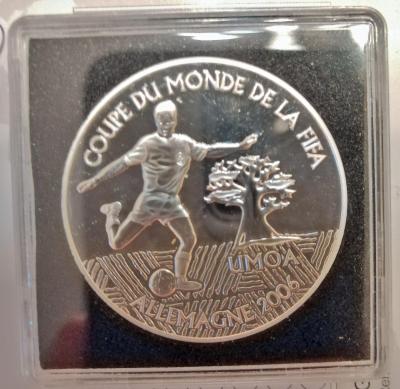 COUPE DU MONDE DE LA FIFA
UMOA
ALLEMAGNE 2006